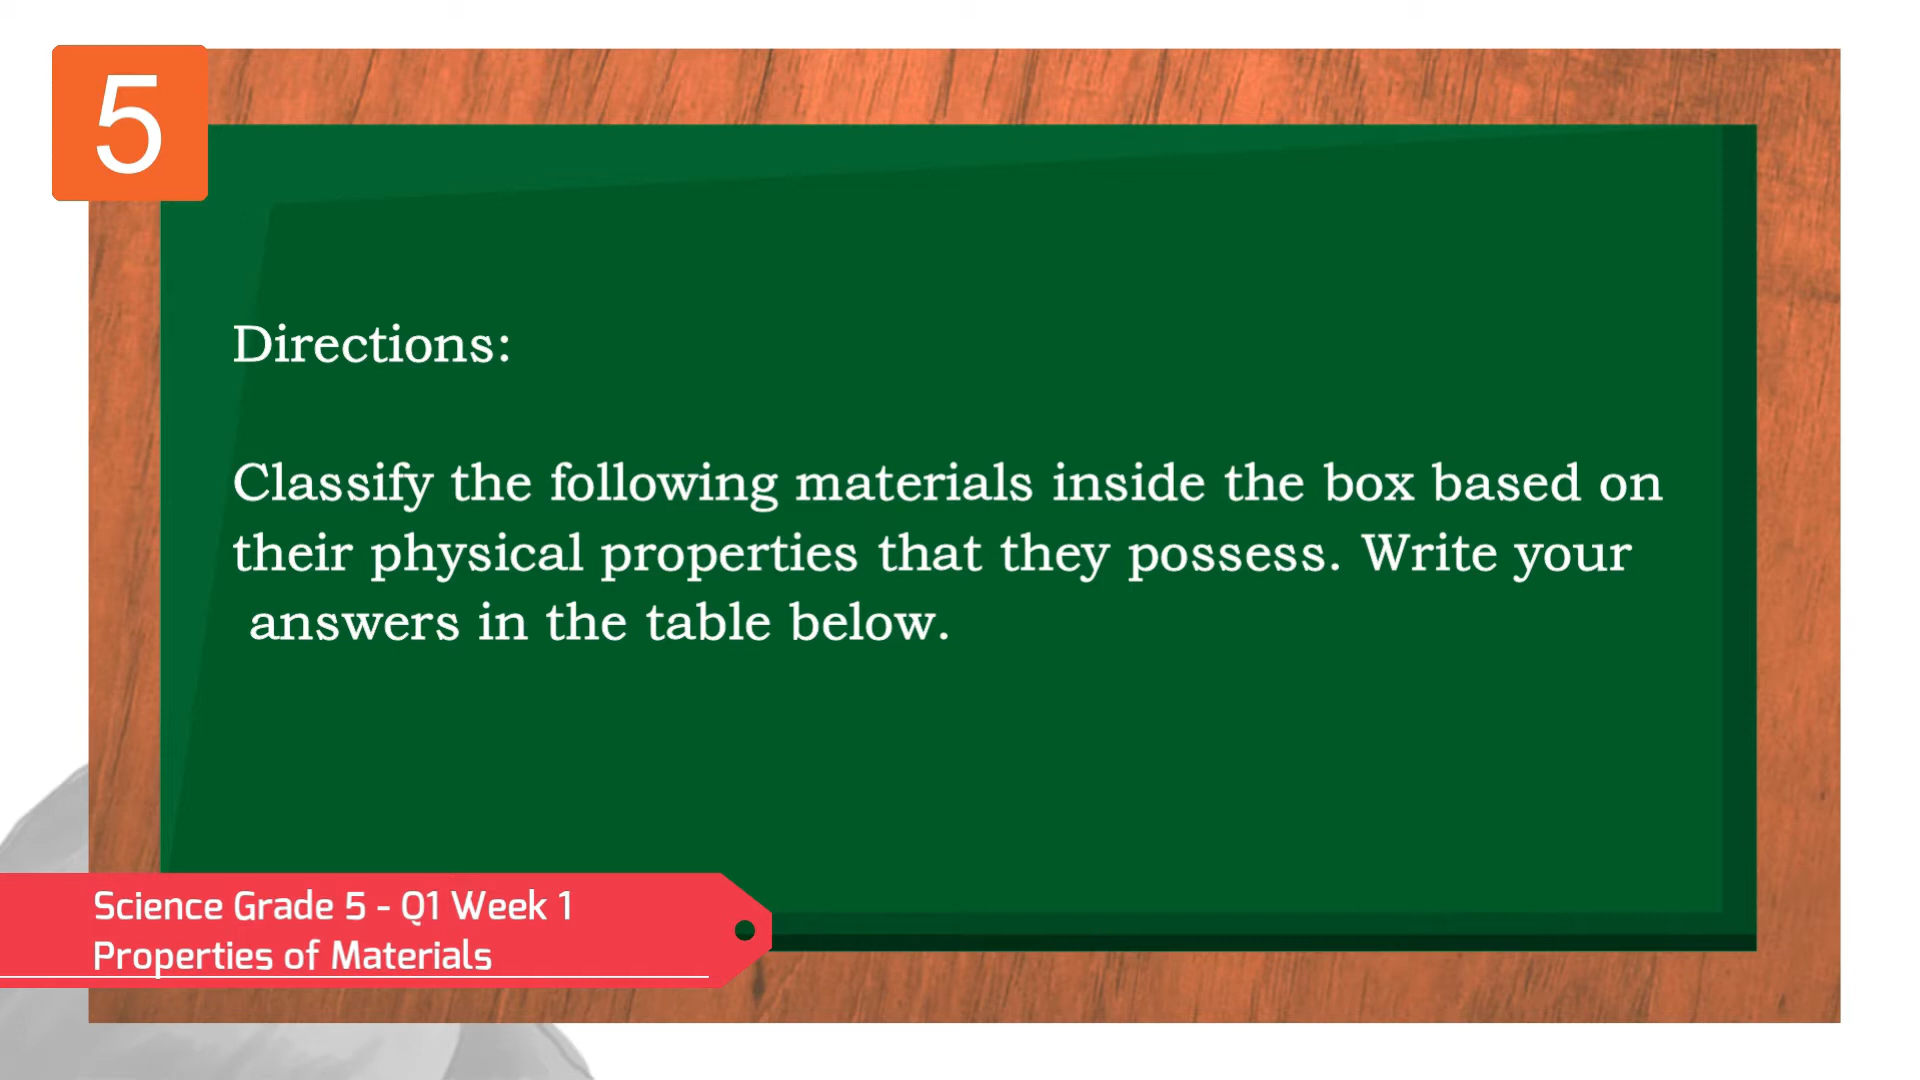 5
Directions:
Classify the following materials inside the box based on
their physical properties that they possess. Write your
answers in the table below.
Science Grade 5 - Q1 Week 1
Properties of Materials